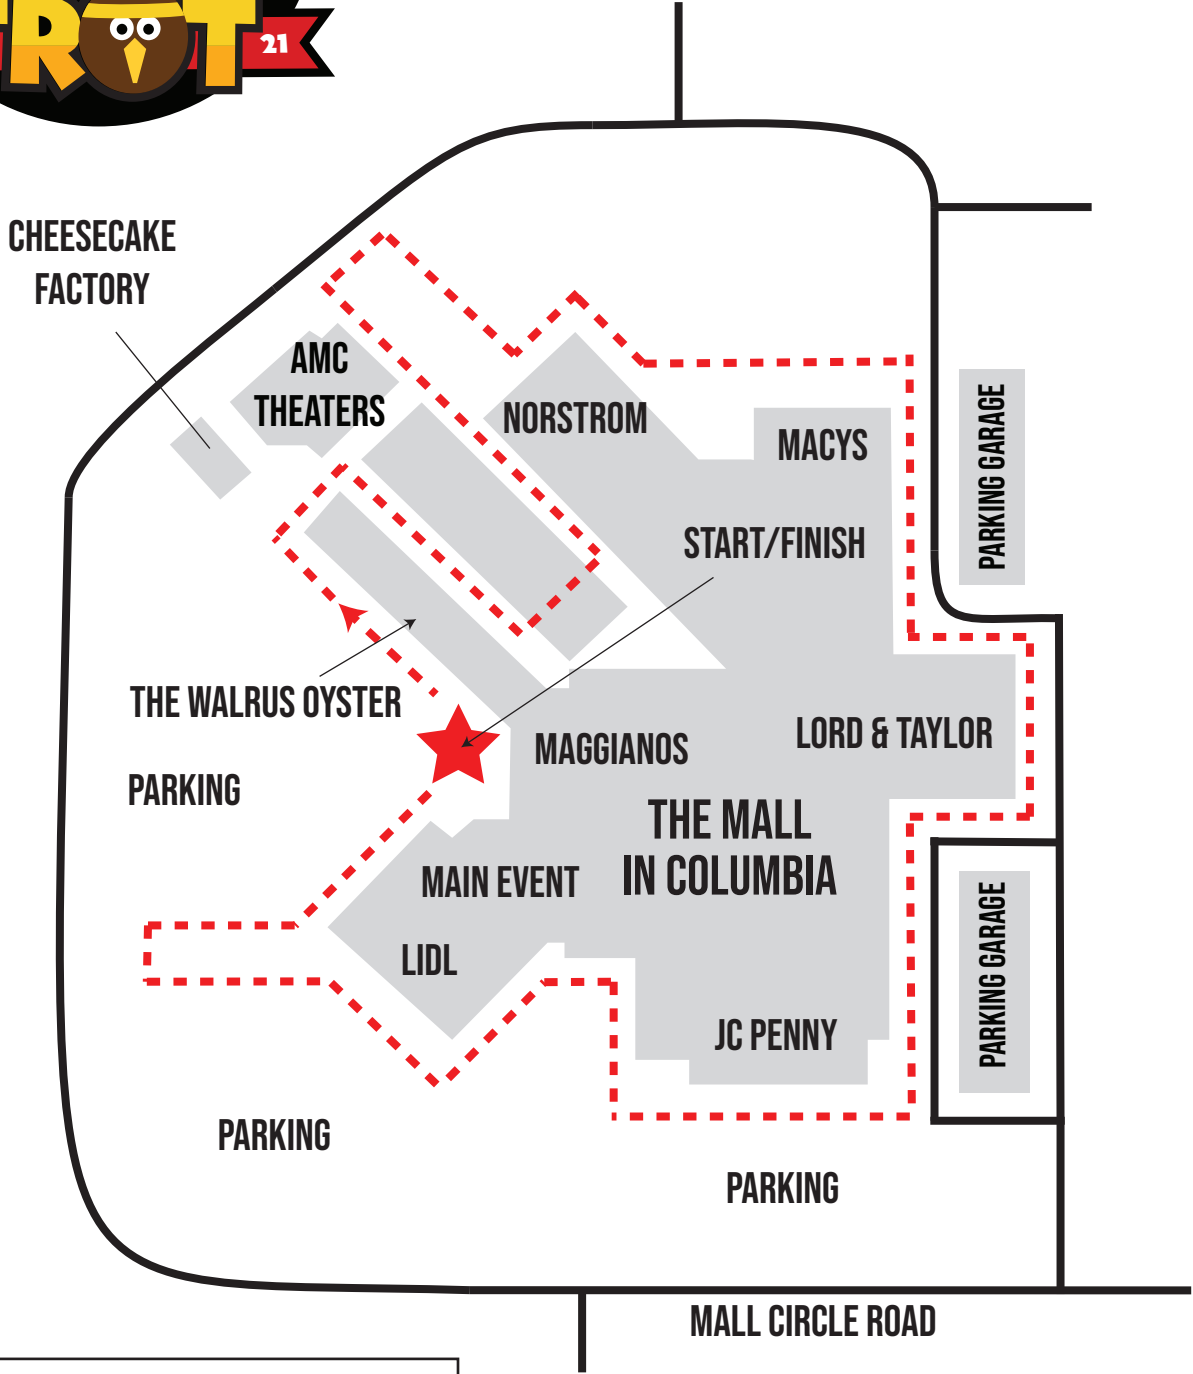 TROT
21
CHEESECAKE
FACTORY
AMC
THEATERS
NORSTROM
MACYS
PARKING GARAGE
START/FINISH
THE WALRUS OYSTER
MAGGIANOS
LORD & TAYLOR
PARKING
THE MALL
IN COLUMBIA
MAIN EVENT
LIDL
PARKING GARAGE
JC PENNY
PARKING
PARKING
MALL CIRCLE ROAD